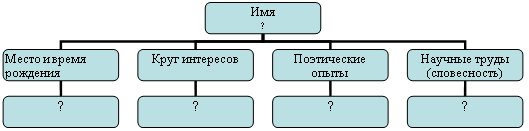 Имя
?
Место и время
рождения
Круг интересов
Поэтические
опыты
Научные труды
(словесность)
?
?
?
?